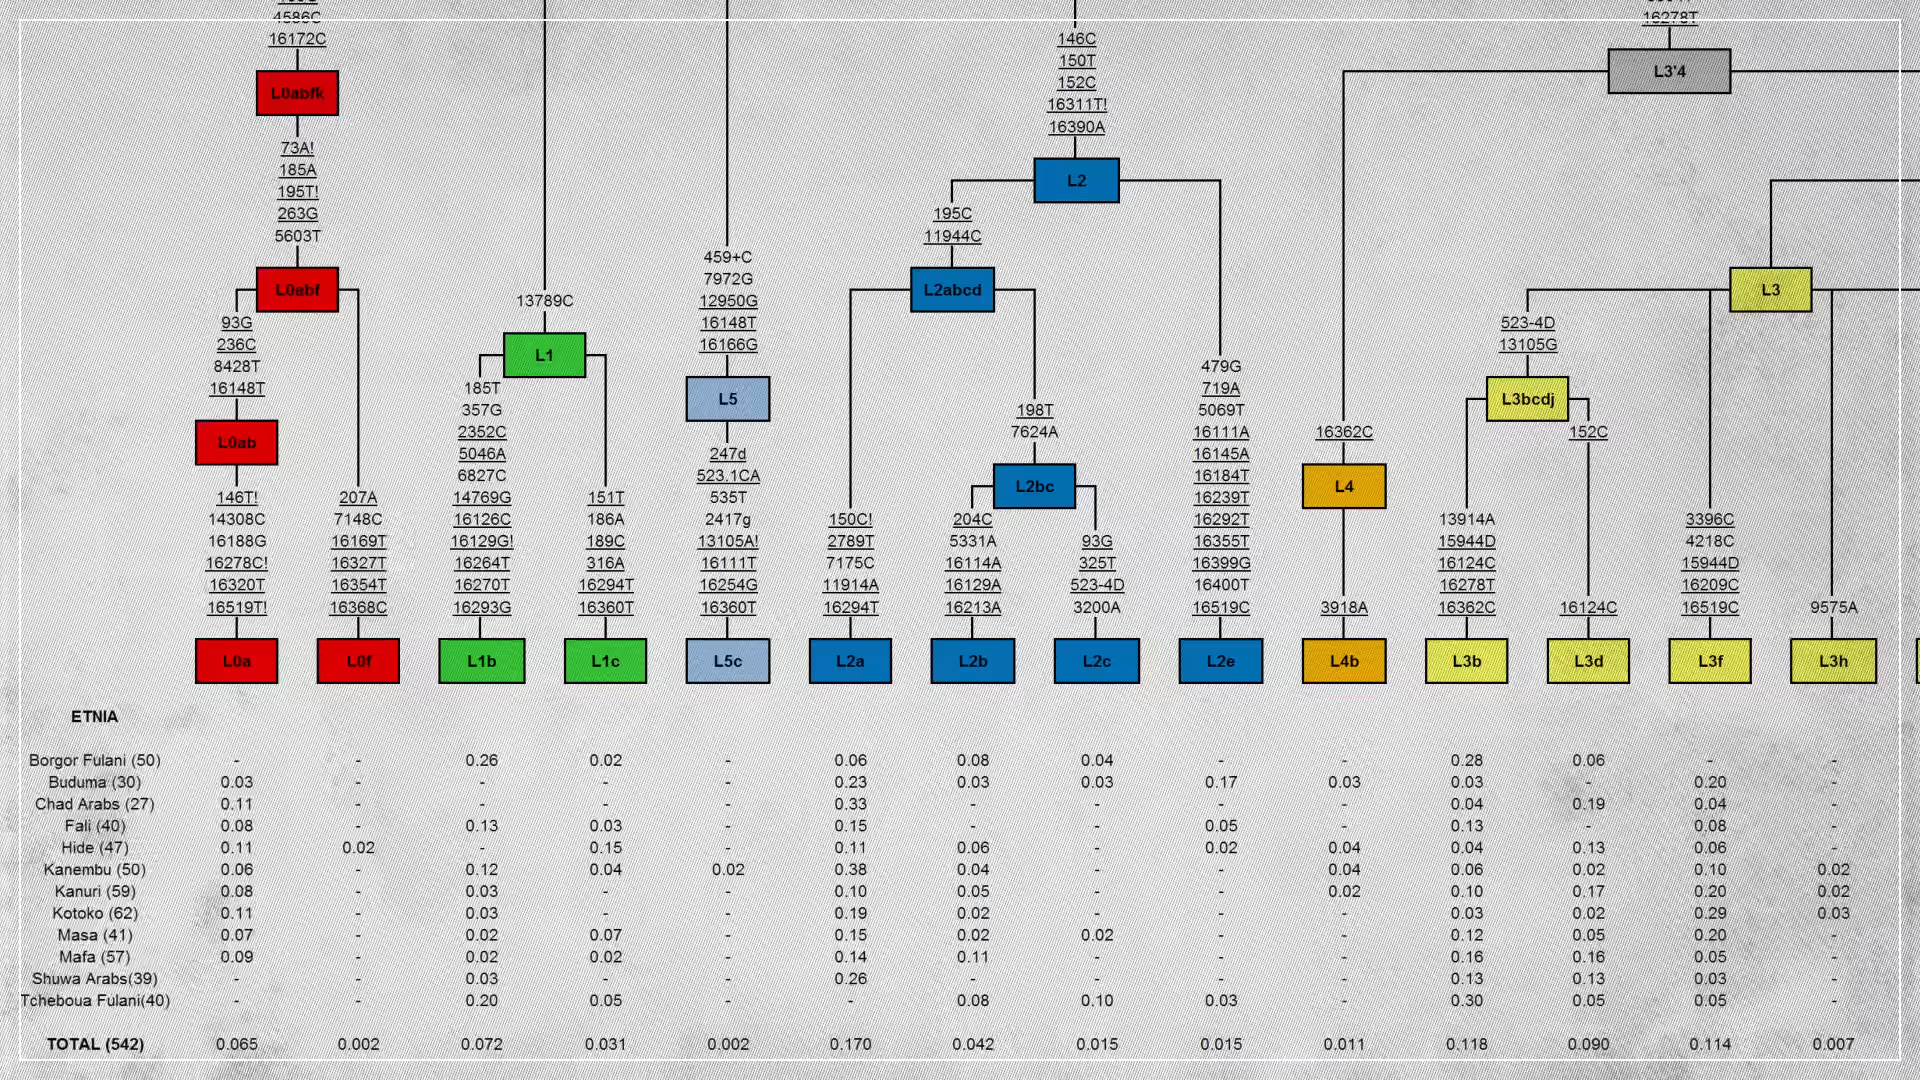 4586C
16172C
L0abfk
73A!
185A
195T!
263G
5603T
L0abf
93G
236C
8428T
16148T
L0ab
146T!
14308C
16188G
16278C!
16320T
16519T!
L0a
207A
7148C
16169T
16327T
16354T
16368C
L0f
13789C
L1
185T
357G
2352C
5046A
6827C
14769G
16126C
16129G!
16264T
16270T
16293G
L1b
151T
186A
189C
316A
16294T
16360T
L1c
459+C
7972G
12950G
16148T
16166G
L5
247d
523.1CA
535T
2417g
13105A!
16111T
16254G
16360T
L5c
146C
150T
152C
16311T!
16390A
L2
195C
11944C
L2abcd
150C!
2789T
7175C
11914A
16294T
L2a
198T
7624A
L2bc
204C
5331A
16114A
16129A
16213A
L2b
93G
325T
523-4D
3200A
L2c
479G
719A
5069T
16111A
16145A
16184T
16239T
16292T
16355T
16399G
16400T
16519C
L2e
16278T
L3'4
16362C
L4
3918A
L4b
L3
523-4D
13105G
L3bcdj
13914A
15944D
16124C
16278T
16362C
L3b
152C
16124C
L3d
3396C
4218C
15944D
16209C
16519C
L3f
9575A
L3h
ETNIA
Borgor Fulani (50) - - 0.26 0.02 - 0.06 0.08 0.04 - - 0.28 0.06 - -
Buduma (30) 0.03 - - - - 0.23 0.03 0.03 0.17 0.03 0.03 - 0.20 -
Chad Arabs (27) 0.11 - - - - 0.33 - - - - 0.04 0.19 0.04 -
Fali (40) 0.08 - 0.13 0.03 - 0.15 - - 0.05 - 0.13 - 0.08 -
Hide (47) 0.11 0.02 - 0.15 - 0.11 0.06 - 0.02 0.04 0.04 0.13 0.06 -
Kanembu (50) 0.06 - 0.12 0.04 0.02 0.38 0.04 - - 0.04 0.06 0.02 0.10 0.02
Kanuri (59) 0.08 - 0.03 - - 0.10 0.05 - - 0.02 0.10 0.17 0.20 0.02
Kotoko (62) 0.11 - 0.03 - - 0.19 0.02 - - - 0.03 0.02 0.29 0.03
Masa (41) 0.07 - 0.02 0.07 - 0.15 0.02 0.02 - - 0.12 0.05 0.20 -
Mafa (57) 0.09 - 0.02 0.02 - 0.14 0.11 - - - 0.16 0.16 0.05 -
Shuwa Arabs(39) - - 0.03 - - 0.26 - - - - 0.13 0.13 0.03 -
Tcheboua Fulani(40) - - 0.20 0.05 - - 0.08 0.10 0.03 - 0.30 0.05 0.05 -
TOTAL (542) 0.065 0.002 0.072 0.031 0.002 0.170 0.042 0.015 0.015 0.011 0.118 0.090 0.114 0.007